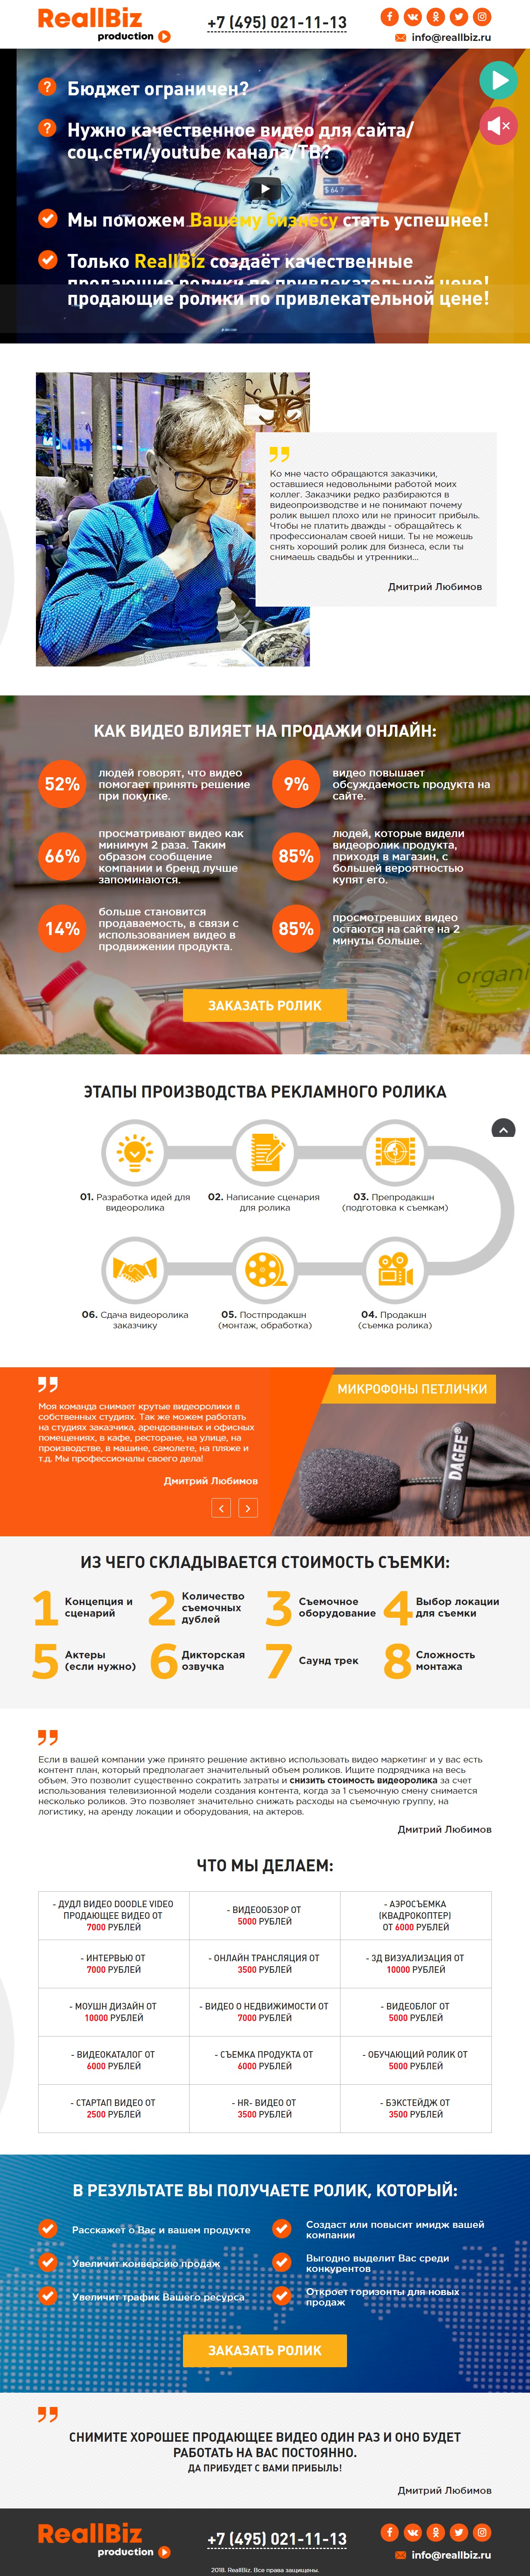 ReallBiz
production
+7 (495) 021-11-13
info@reallbiz.ru
Бюджет ограничен?
Нужно качественное видео для сайта/
соц.сети/youtube канала/ТВ?
Мы поможем Вашему бизнесу стать успешнее!
Только ReallBiz создаёт качественные
продающие ролики по привлекательной цене!
продающие ролики по привлекательной цене!
Ко мне часто обращаются заказчики,
оставшиеся недовольными работой моих
коллег. Заказчики редко разбираются в
видеопроизводстве и не понимают почему
ролик вышел плохо или не приносит прибыль.
Чтобы не платить дважды - обращайтесь к
профессионалам своей ниши. Ты не можешь
снять хороший ролик для бизнеса, если ты
снимаешь свадьбы и утренники...
Дмитрий Любимов
КАК ВИДЕО ВЛИЯЕТ НА ПРОДАЖИ ОНЛАЙН:
52%
людей говорят, что видео
помогает принять решение
при покупке.
9%
видео повышает
обсуждаемость продукта на
сайте.
66%
просматривают видео как
минимум 2 раза. Таким
образом сообщение
компании и бренд лучше
запоминаются.
85%
людей, которые видели
видеоролик продукта,
приходя в магазин, с
большей вероятностью
купят его.
14%
больше становится
продаваемость, в связи с
использованием видео в
продвижении продукта.
85%
просмотревших видео
остаются на сайте на 2
минуты больше.
organi
ЗАКАЗАТЬ РОЛИК
ЭТАПЫ ПРОИЗВОДСТВА РЕКЛАМНОГО РОЛИКА
01. Разработка идей для
видеоролика
02. Написание сценария
для ролика
03. Препродакшн
(подготовка к съемкам)
06. Сдача видеоролика
заказчику
05. Постпродакшн
(монтаж, обработка)
04. Продакшн
(съемка ролика)
Моя команда снимает крутые видеоролики в
собственных студиях. Так же можем работать
на студиях заказчика, арендованных и офисных
помещениях, в кафе, ресторане, на улице, на
производстве, в машине, самолете, на пляже и
т.д. Мы профессионалы своего дела!
Дмитрий Любимов
МИКРОФОНЫ ПЕТЛИЧКИ
DAGEE
ИЗ ЧЕГО СКЛАДЫВАЕТСЯ СТОИМОСТЬ СЪЕМКИ:
1 Концепция и
сценарий
2 Количество
съемочных
дублей
3 Съемочное
оборудование
4 Выбор локации
для съемки
5 Актеры
(если нужно)
6 Дикторская
озвучка
7 Саунд трек
8 Сложность
монтажа
Если в вашей компании уже принято решение активно использовать видео маркетинг и у вас есть
контент план, который предполагает значительный объем роликов. Ищите подрядчика на весь
объем. Это позволит существенно сократить затраты и снизить стоимость видеоролика за счет
использования телевизионной модели создания контента, когда за 1 съемочную смену снимается
несколько роликов. Это позволяет значительно снижать расходы на съемочную группу, на
логистику, на аренду локации и оборудования, на актеров.
Дмитрий Любимов
ЧТО МЫ ДЕЛАЕМ:
- ДУДЛ ВИДЕО DOODLE VIDEO
ПРОДАЮЩЕЕ ВИДЕО ОТ
7000 РУБЛЕЙ
- ВИДЕООБЗОР ОТ
5000 РУБЛЕЙ
- АЭРОСЪЕМКА
(КВАДРОКОПТЕР)
ОТ 6000 РУБЛЕЙ
- ИНТЕРВЬЮ ОТ
7000 РУБЛЕЙ
- ОНЛАЙН ТРАНСЛЯЦИЯ ОТ
3500 РУБЛЕЙ
- 3Д ВИЗУАЛИЗАЦИЯ ОТ
10000 РУБЛЕЙ
- МОУШН ДИЗАЙН ОТ
10000 РУБЛЕЙ
- ВИДЕО О НЕДВИЖИМОСТИ ОТ
7000 РУБЛЕЙ
- ВИДЕОБЛОГ ОТ
5000 РУБЛЕЙ
- ВИДЕОКАТАЛОГ ОТ
6000 РУБЛЕЙ
- СЪЕМКА ПРОДУКТА ОТ
6000 РУБЛЕЙ
- ОБУЧАЮЩИЙ РОЛИК ОТ
5000 РУБЛЕЙ
- СТАРТАП ВИДЕО ОТ
2500 РУБЛЕЙ
- HR- ВИДЕО ОТ
3500 РУБЛЕЙ
- БЭКСТЕЙДЖ ОТ
3500 РУБЛЕЙ
В РЕЗУЛЬТАТЕ ВЫ ПОЛУЧАЕТЕ РОЛИК, КОТОРЫЙ:
Расскажет о Вас и вашем продукте
Создаст или повысит имидж вашей
компании
Увеличит конверсию продаж
Выгодно выделит Вас среди
конкурентов
Увеличит трафик Вашего ресурса
Откроет горизонты для новых
продаж
ЗАКАЗАТЬ РОЛИК
СНИМИТЕ ХОРОШЕЕ ПРОДАЮЩЕЕ ВИДЕО ОДИН РАЗ И ОНО БУДЕТ
РАБОТАТЬ НА ВАС ПОСТОЯННО.
ДА ПРИБУДЕТ С ВАМИ ПРИБЫЛЬ!
Дмитрий Любимов
ReallBiz
production
+7 (495) 021-11-13
info@reallbiz.ru
2018. ReallBiz. Все права защищены.